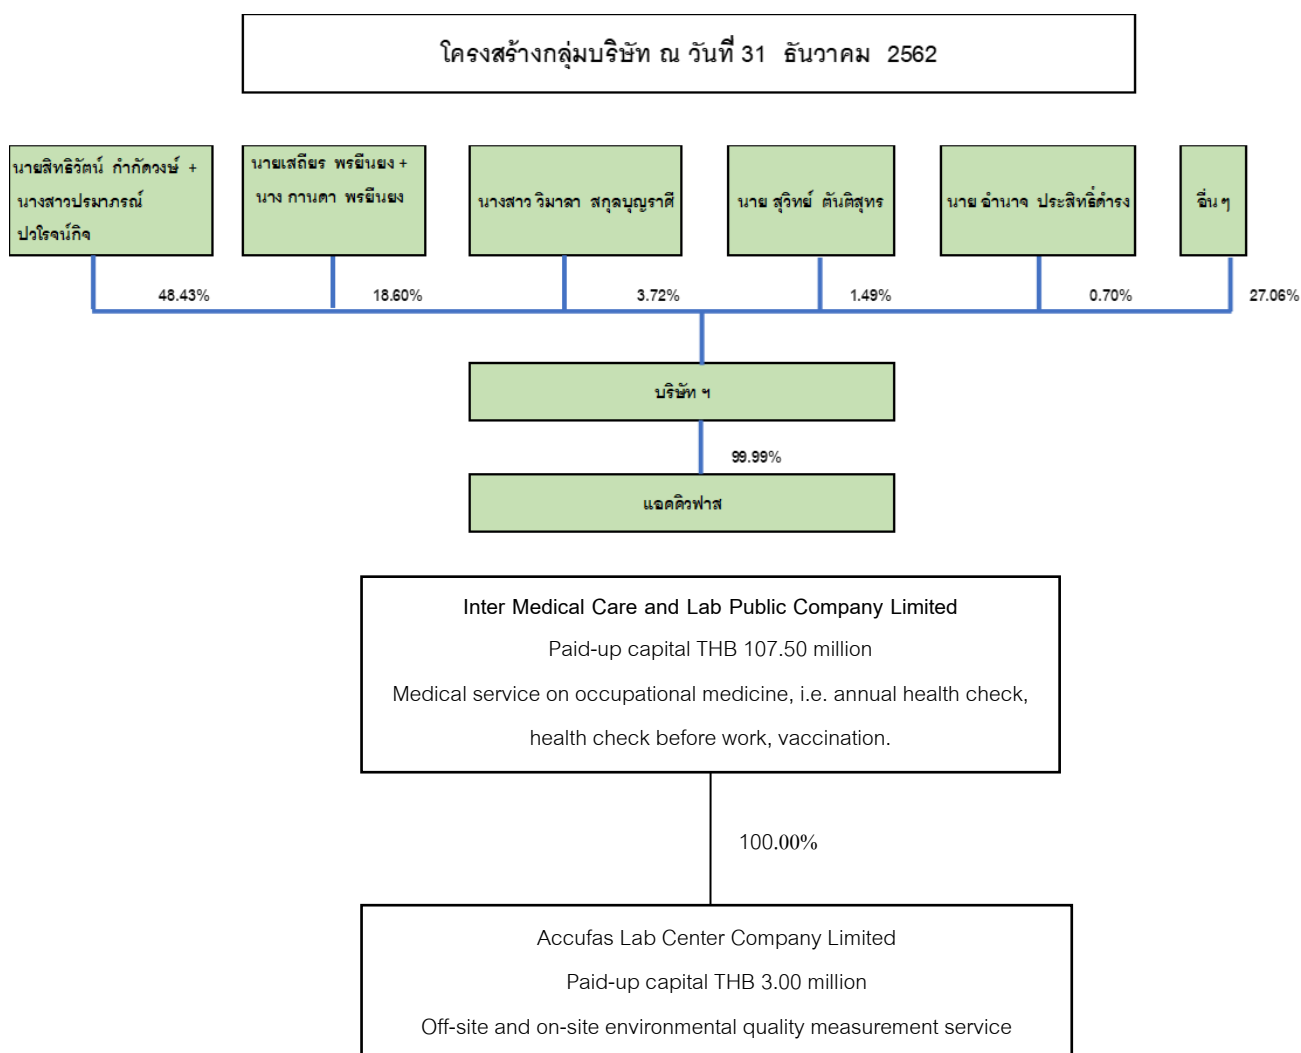 โครงสร้างกลุ่มบริษัท ณ วันที่ 31 ธันวาคม 2562
นายสิทธิวัตน์ กำกัดวงษ์ +
นางสาวปรมาภรณ์
ปวโรจน์กิจ
นายเสถียร พรยืนยง +
นาง กานดา พรยืนยง
นางสาว วิมาลา สกุลบุญราศี
นาย สุวิทย์ ตันติสุทร
นาย อำนาจ ประสิทธิ์ดำรง
อื่น ๆ
48.43%
18.60%
3.72%
1.49%
0.70%
27.06%
บริษัท ฯ
99.99%
แอคคิวฟาส
Inter Medical Care and Lab Public Company Limited
Paid-up capital THB 107.50 million
Medical service on occupational medicine, i.e. annual health check,
health check before work, vaccination.
100.00%
Accufas Lab Center Company Limited
Paid-up capital THB 3.00 million
Off-site and on-site environmental quality measurement service